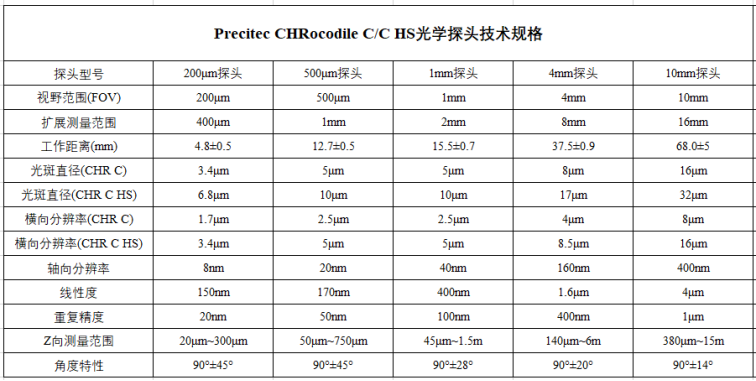 Precitec CHRocodile C/C HS光学探头技术规格
探头型号 200μm探头 500μm探头 1mm探头 4mm探头 10mm探头
视野范围(FOV) 200μm 500μm 1mm 4mm 10mm
扩展测量范围 400μm 1mm 2mm 8mm 16mm
工作距离(mm) 4.8±0.5 12.7±0.5 15.5±0.7 37.5±0.9 68.0±5
光斑直径(CHR C) 3.4μm 5μm 5μm 8μm 16μm
光斑直径(CHR C HS) 6.8μm 10μm 10μm 17μm 32μm
横向分辨率(CHR C) 1.7μm 2.5μm 2.5μm 4μm 8μm
横向分辨率(CHR C HS) 3.4μm 5μm 5μm 8.5μm 16μm
轴向分辨率 8nm 20nm 40nm 160nm 400nm
线性度 150nm 170nm 400nm 1.6μm 4μm
重复精度 20nm 50nm 100nm 400nm 1μm
Z向测量范围 20μm~300μm 50μm~750μm 45μm~1.5m 140μm~6m 380μm~15m
角度特性 90°±45° 90°±45° 90°±28° 90°±20° 90°±14°